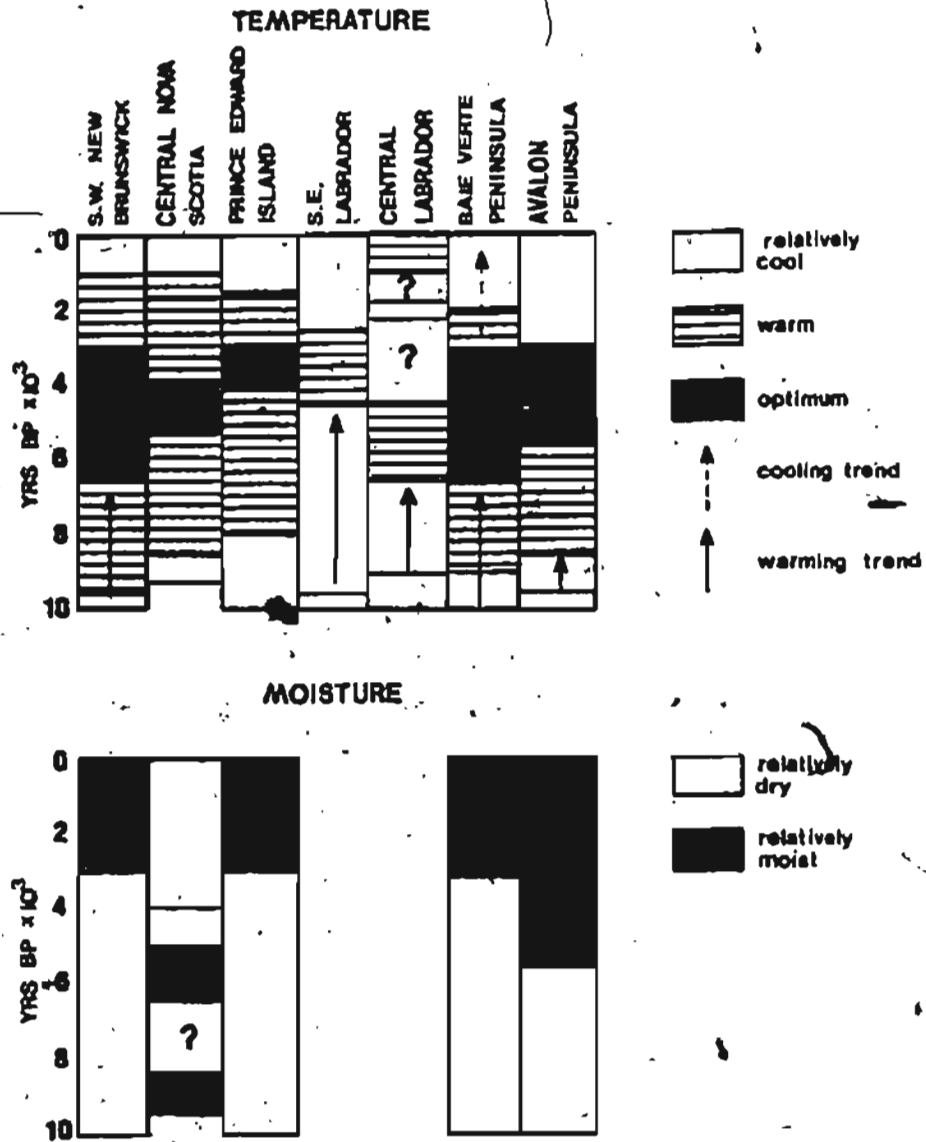 TEMPERATURE
S.W. NEW
BRUNSWICK
CENTRAL NOVA
SCOTIA
PRINCE EDWARD
ISLAND
S.E.
LABRADOR
CENTRAL
LABRADOR
BAIE VERTE
PENINSULA
AVALON
PENINSULA
YRS BP x10³
0
2
4
6
8
10
?
?
relatively
cool
warm
optimum
cooling trend
warming trend
MOISTURE
YRS BP x10³
0
2
4
6
8
10
?
relatively
dry
relatively
moist